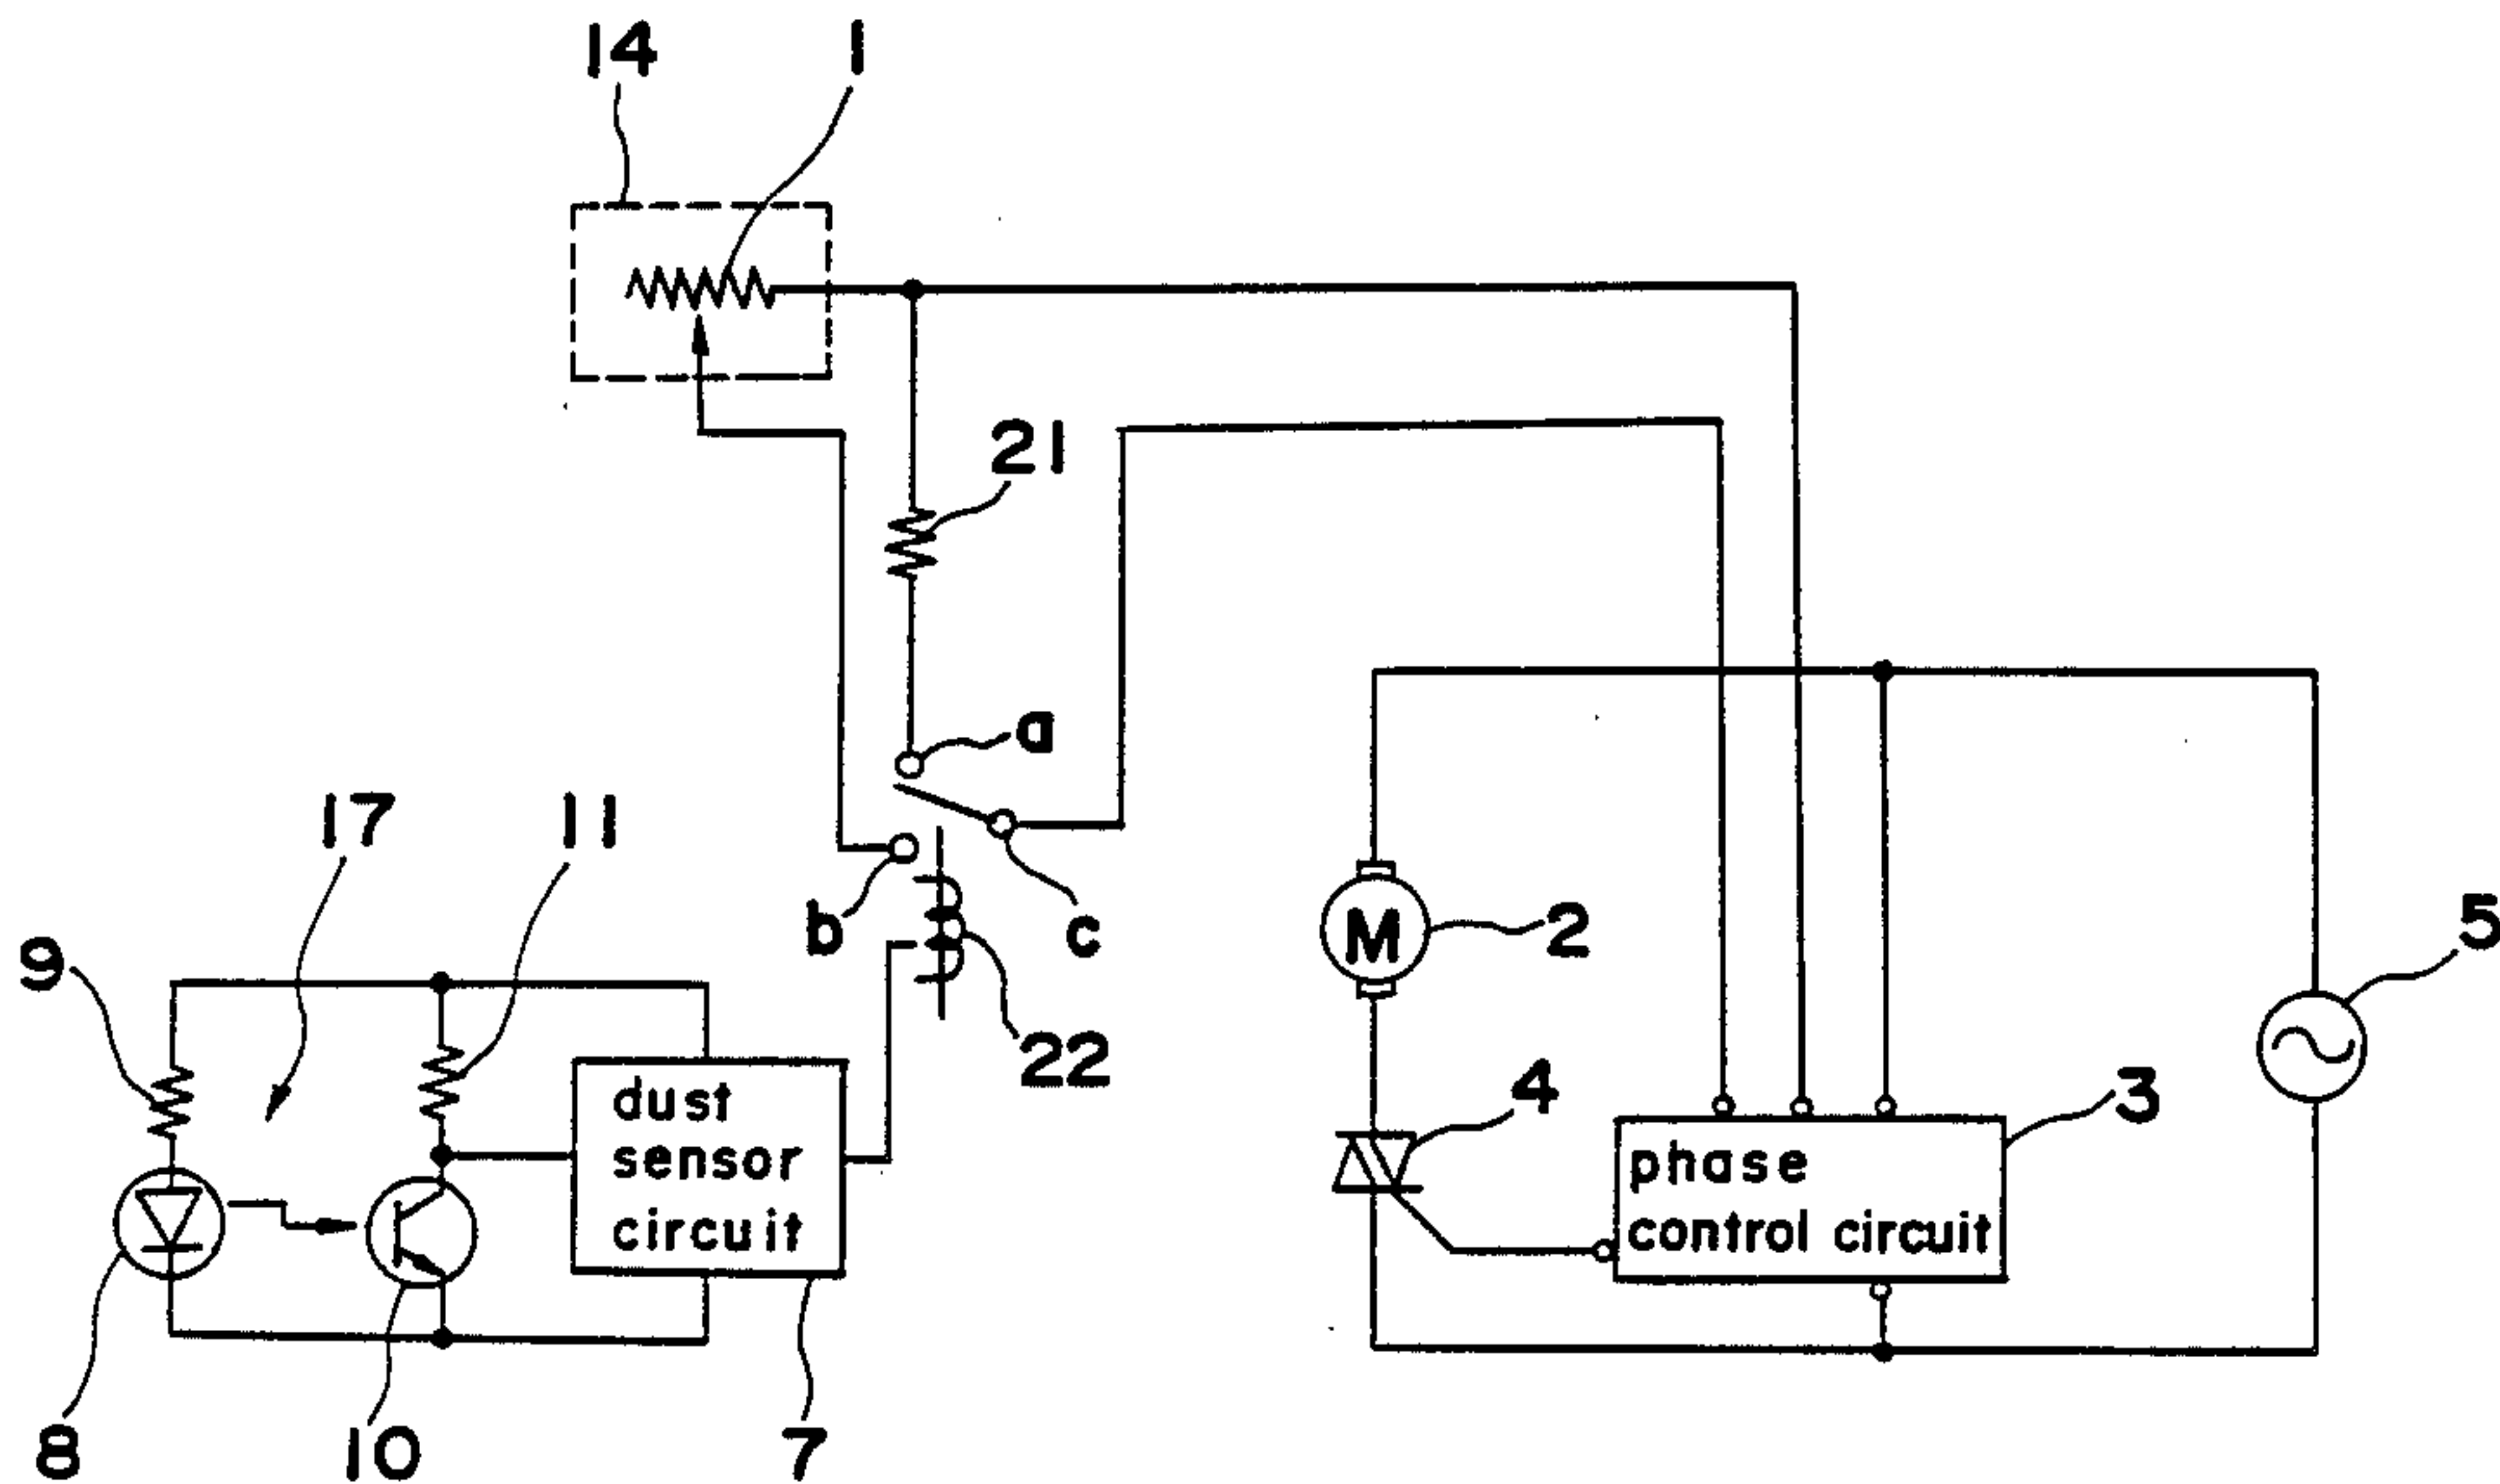 14
1
21
a
17
11
b
c
9
M
2
5
22
4
3
dust
sensor
circuit
phase
control circuit
8
10
7